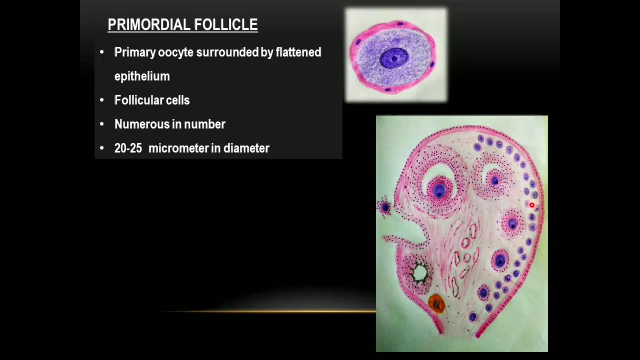 PRIMORDIAL FOLLICLE
• Primary oocyte surrounded by flattened
epithelium
• Follicular cells
• Numerous in number
• 20-25 micrometer in diameter